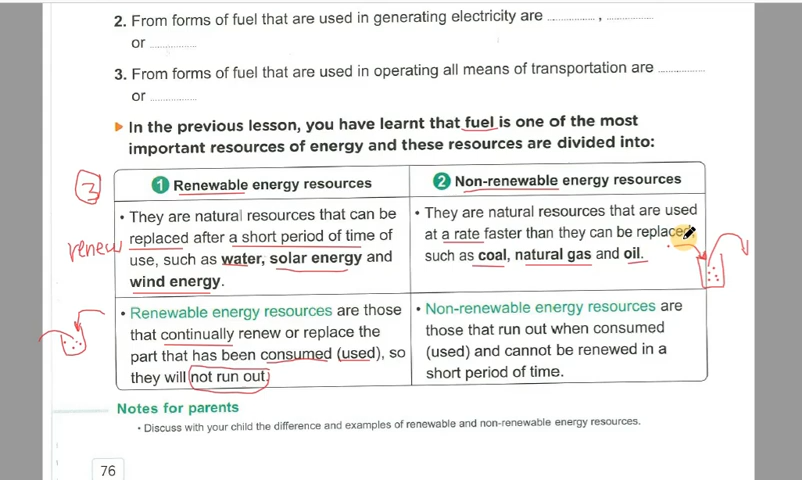 2. From forms of fuel that are used in generating electricity are .............. , ..............
or ..............
3. From forms of fuel that are used in operating all means of transportation are ..............
or ..............
In the previous lesson, you have learnt that fuel is one of the most
important resources of energy and these resources are divided into:
3
1 Renewable energy resources
• They are natural resources that can be
replaced after a short period of time of
use, such as water, solar energy and
wind energy.
renew
2 Non-renewable energy resources
• They are natural resources that are used
at a rate faster than they can be replaced
such as coal, natural gas and oil.
• Renewable energy resources are those
that continually renew or replace the
part that has been consumed (used), so
they will not run out.
• Non-renewable energy resources are
those that run out when consumed
(used) and cannot be renewed in a
short period of time.
Notes for parents
• Discuss with your child the difference and examples of renewable and non-renewable energy resources.
76